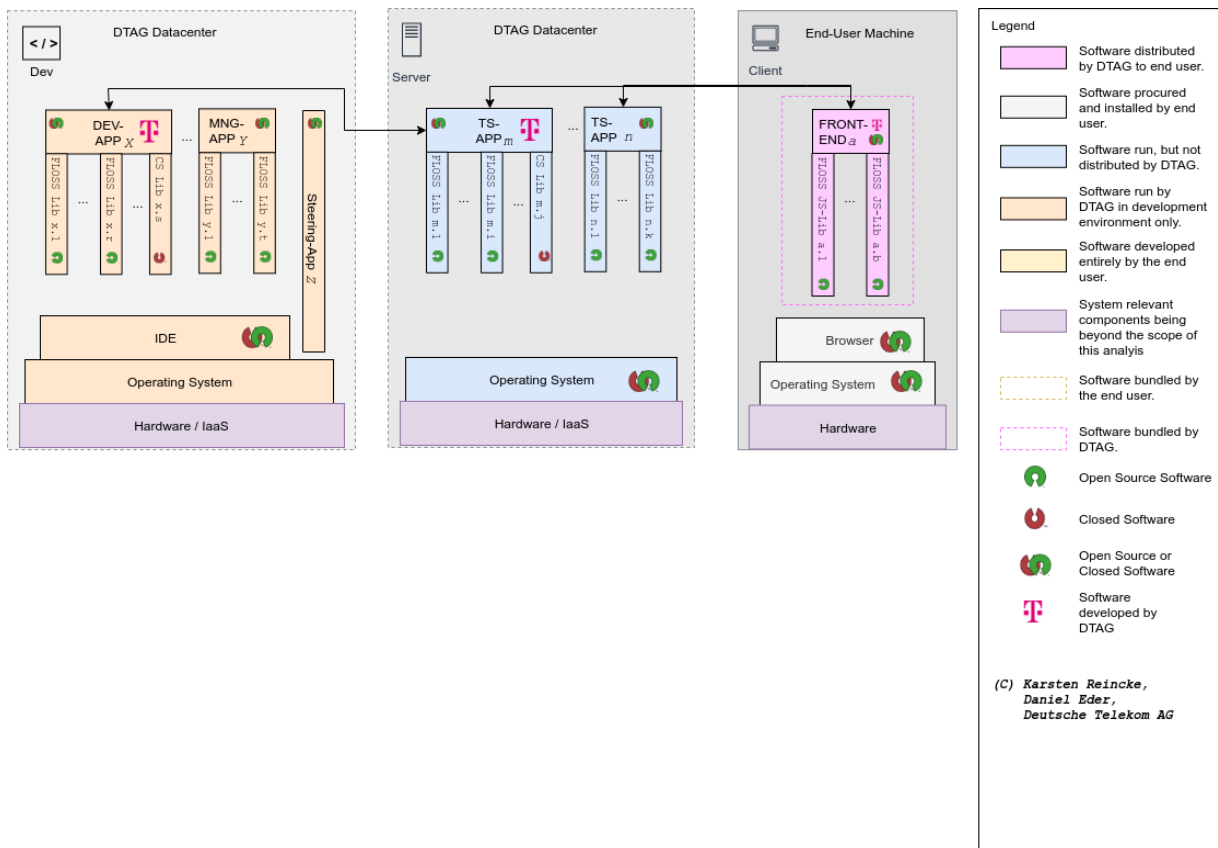 DTAG Datacenter
</>
Dev
DEV-
APP X
...
MNG-
APP Y
FLOSS Lib x.1
...
FLOSS Lib x.r
...
CS Lib x.s
FLOSS Lib y.1
...
FLOSS Lib y.t
Steering-App Z
IDE
Operating System
Hardware / IaaS
DTAG Datacenter
Server
TS-
APP m
...
TS-
APP n
FLOSS Lib m.1
...
FLOSS Lib m.i
...
CS Lib m.j
FLOSS Lib n.1
...
FLOSS Lib n.k
Operating System
Hardware / IaaS
End-User Machine
Client
FRONT-
END a
FLOSS JS-Lib a.1
...
FLOSS JS-Lib a.b
Browser
Operating System
Hardware
Legend
Software distributed
by DTAG to end user.
Software procured
and installed by end
user.
Software run, but not
distributed by DTAG.
Software run by
DTAG in development
environment only.
Software developed
entirely by the end
user.
System relevant
components being
beyond the scope of
this analyis
Software bundled by
the end user.
Software bundled by
DTAG.
Open Source Software
Closed Software
Open Source or
Closed Software
Software
developed by
DTAG
(C) Karsten Reincke,
Daniel Eder,
Deutsche Telekom AG